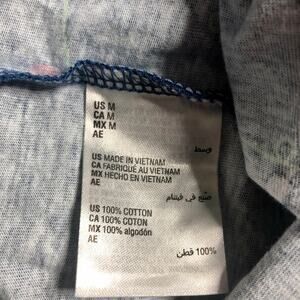 US M
CA M
MX M
AE
وسط
US MADE IN VIETNAM
CA FABRIQUÉ AU VIETNAM
MX HECHO EN VIETNAM
AE
صنع في فيتنام
US 100% COTTON
CA 100% COTON
MX 100% algodón
AE
100% قطن